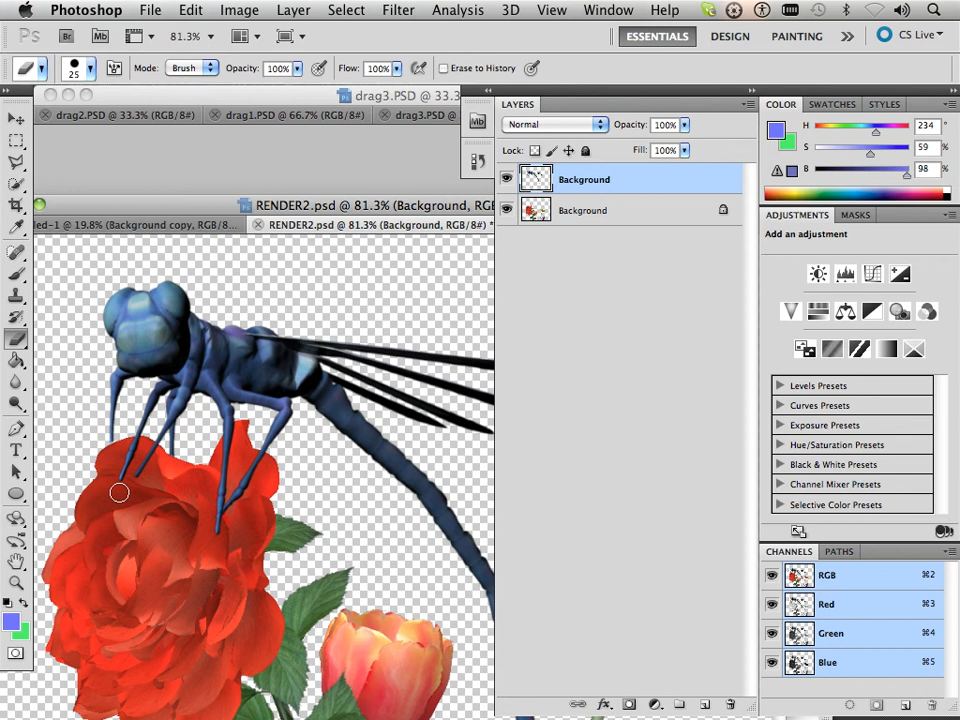 Photoshop File Edit Image Layer Select Filter Analysis 3D View Window Help
Ps Br Mb 81.3% ESSENTIALS DESIGN PAINTING CS Live
25 Mode: Brush Opacity: 100% Flow: 100% Erase to History
drag3.PSD @ 33.3
drag2.PSD @ 33.3% (RGB/8#) drag1.PSD @ 66.7% (RGB/8#) drag3.PSD @
RENDER2.psd @ 81.3% (Background, RGB
led-1 @ 19.8% (Background copy, RGB/8... RENDER2.psd @ 81.3% (Background, RGB/8#) *
Mb
LAYERS
Normal Opacity: 100%
Lock: Fill: 100%
Background
Background
COLOR SWATCHES STYLES
H 234 °
S 59 %
B 98 %
ADJUSTMENTS MASKS
Add an adjustment
Levels Presets
Curves Presets
Exposure Presets
Hue/Saturation Presets
Black & White Presets
Channel Mixer Presets
Selective Color Presets
CHANNELS PATHS
RGB ⌘2
Red ⌘3
Green ⌘4
Blue ⌘5
T
fx